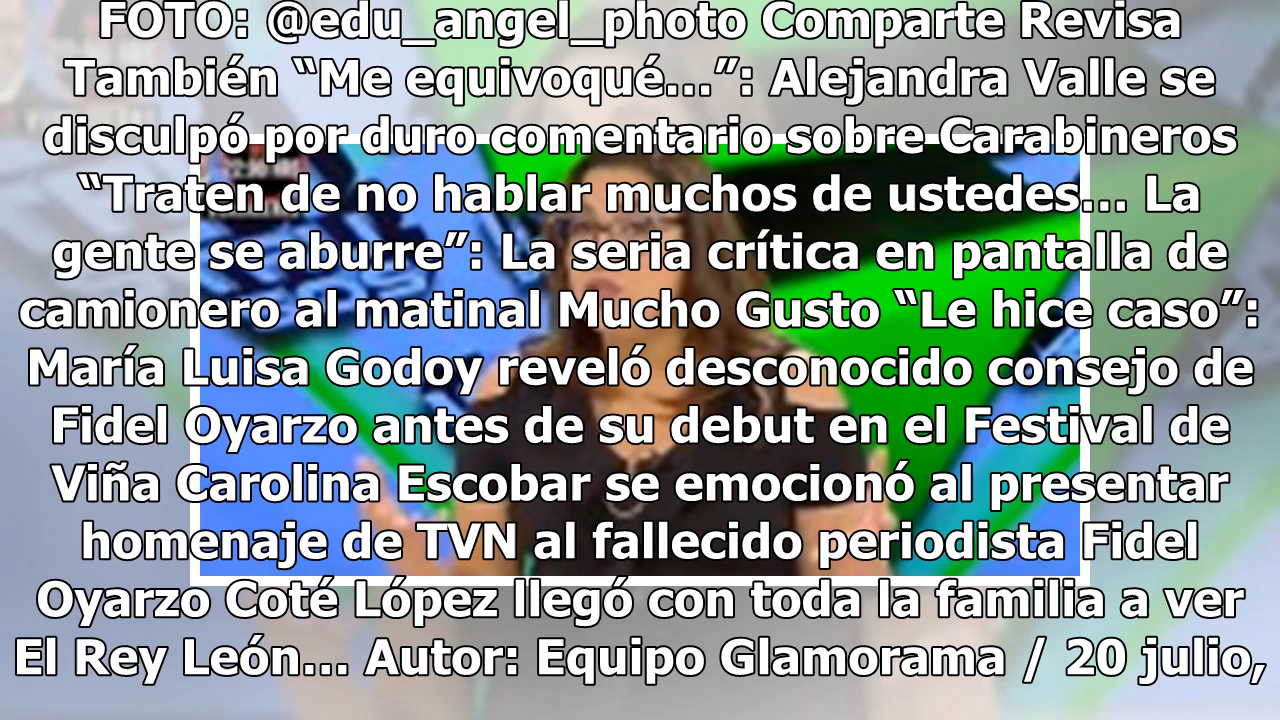 FOTO: @edu_angel_photo Comparte Revisa
También “Me equivoqué...”: Alejandra Valle se
disculpó por duro comentario sobre Carabineros
“Traten de no hablar muchos de ustedes... La
gente se aburre”: La seria crítica en pantalla de
camionero al matinal Mucho Gusto “Le hice caso”:
María Luisa Godoy reveló desconocido consejo de
Fidel Oyarzo antes de su debut en el Festival de
Viña Carolina Escobar se emocionó al presentar
homenaje de TVN al fallecido periodista Fidel
Oyarzo Coté López llegó con toda la familia a ver
El Rey León... Autor: Equipo Glamorama / 20 julio,